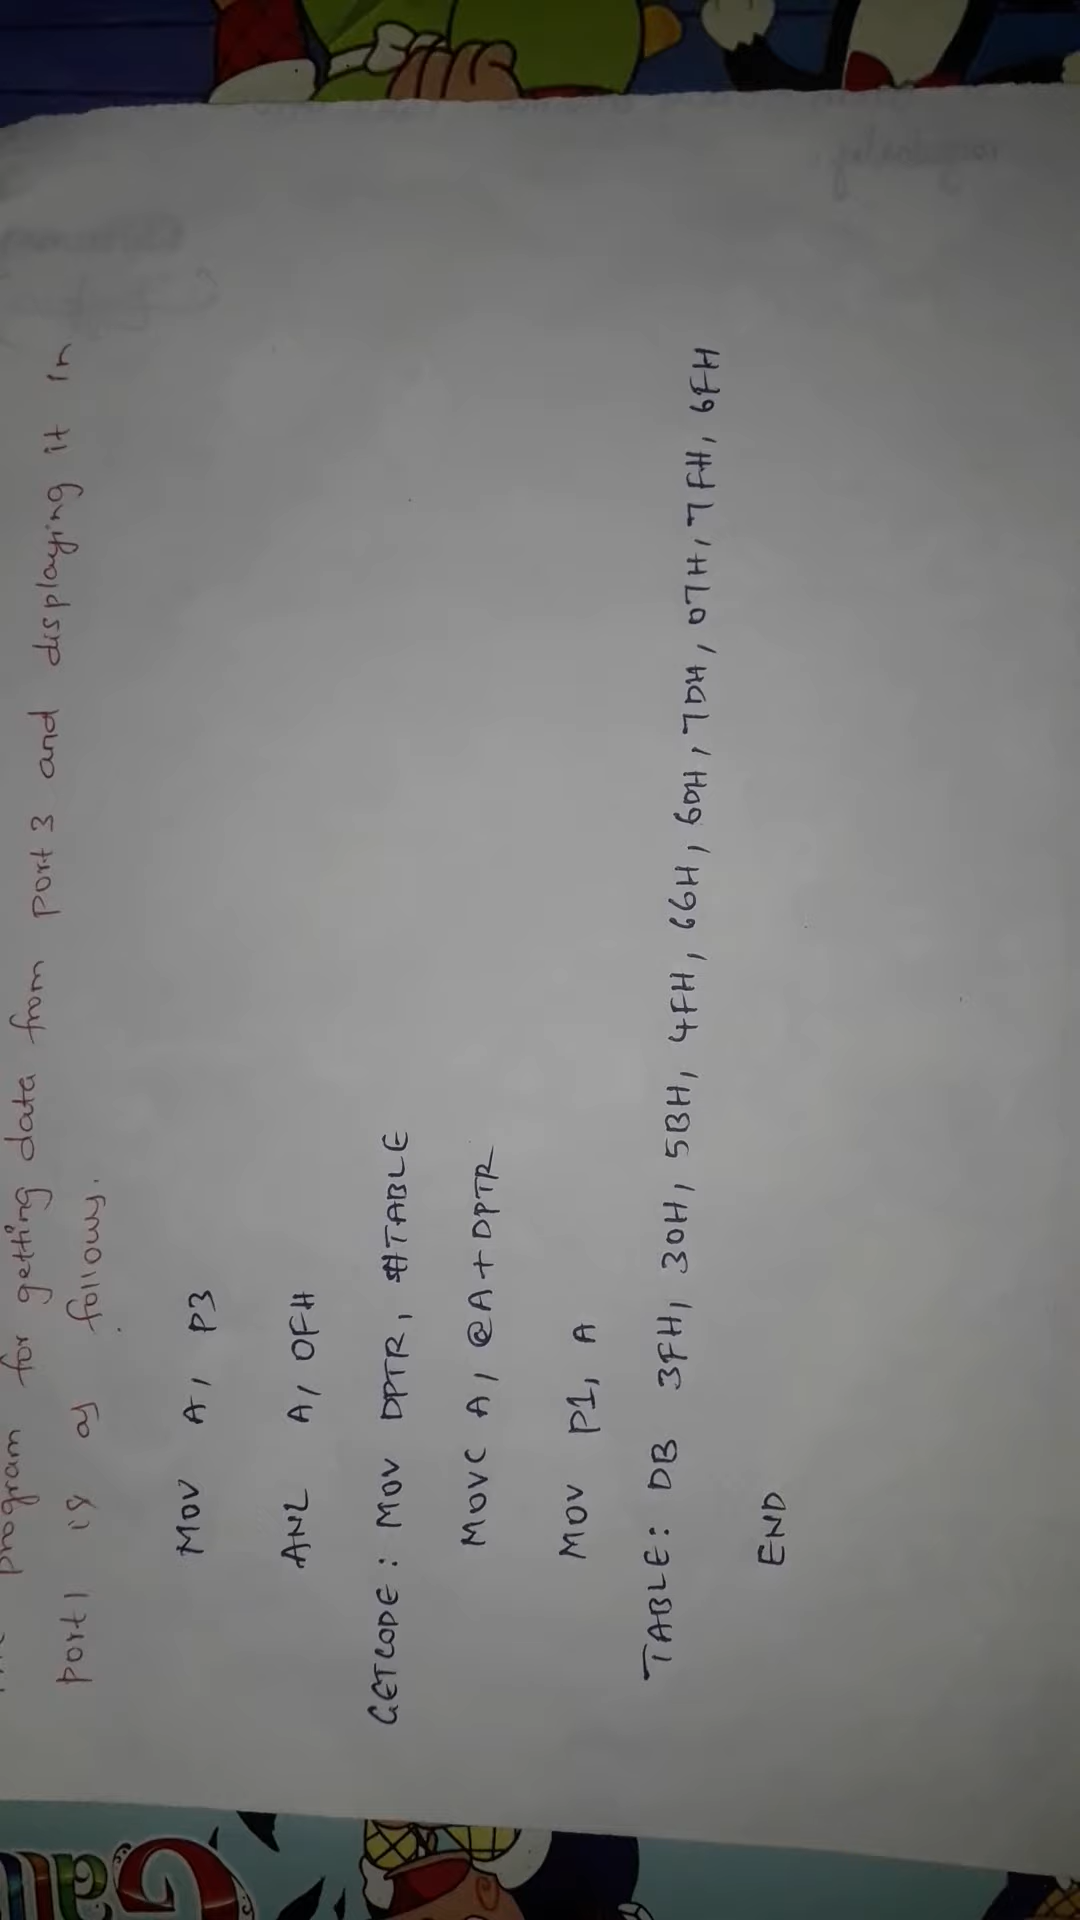 program for getting data from port 3 and displaying it in
port1 is as follows.
MOV A, P3
ANL A, 0FH
GETCODE: MOV DPTR, #TABLE
MOVC A, @A+DPTR
MOV P1, A
TABLE: DB 3FH, 30H, 5BH, 4FH, 66H, 6DH, 7DH, 07H, 7FH, 6FH
END